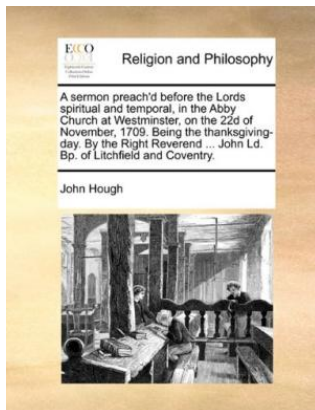 ECCO
Religion and Philosophy
A sermon preach'd before the Lords
spiritual and temporal, in the Abby
Church at Westminster, on the 22d of
November, 1709. Being the thanksgiving-
day. By the Right Reverend ... John Ld.
Bp. of Litchfield and Coventry.
John Hough